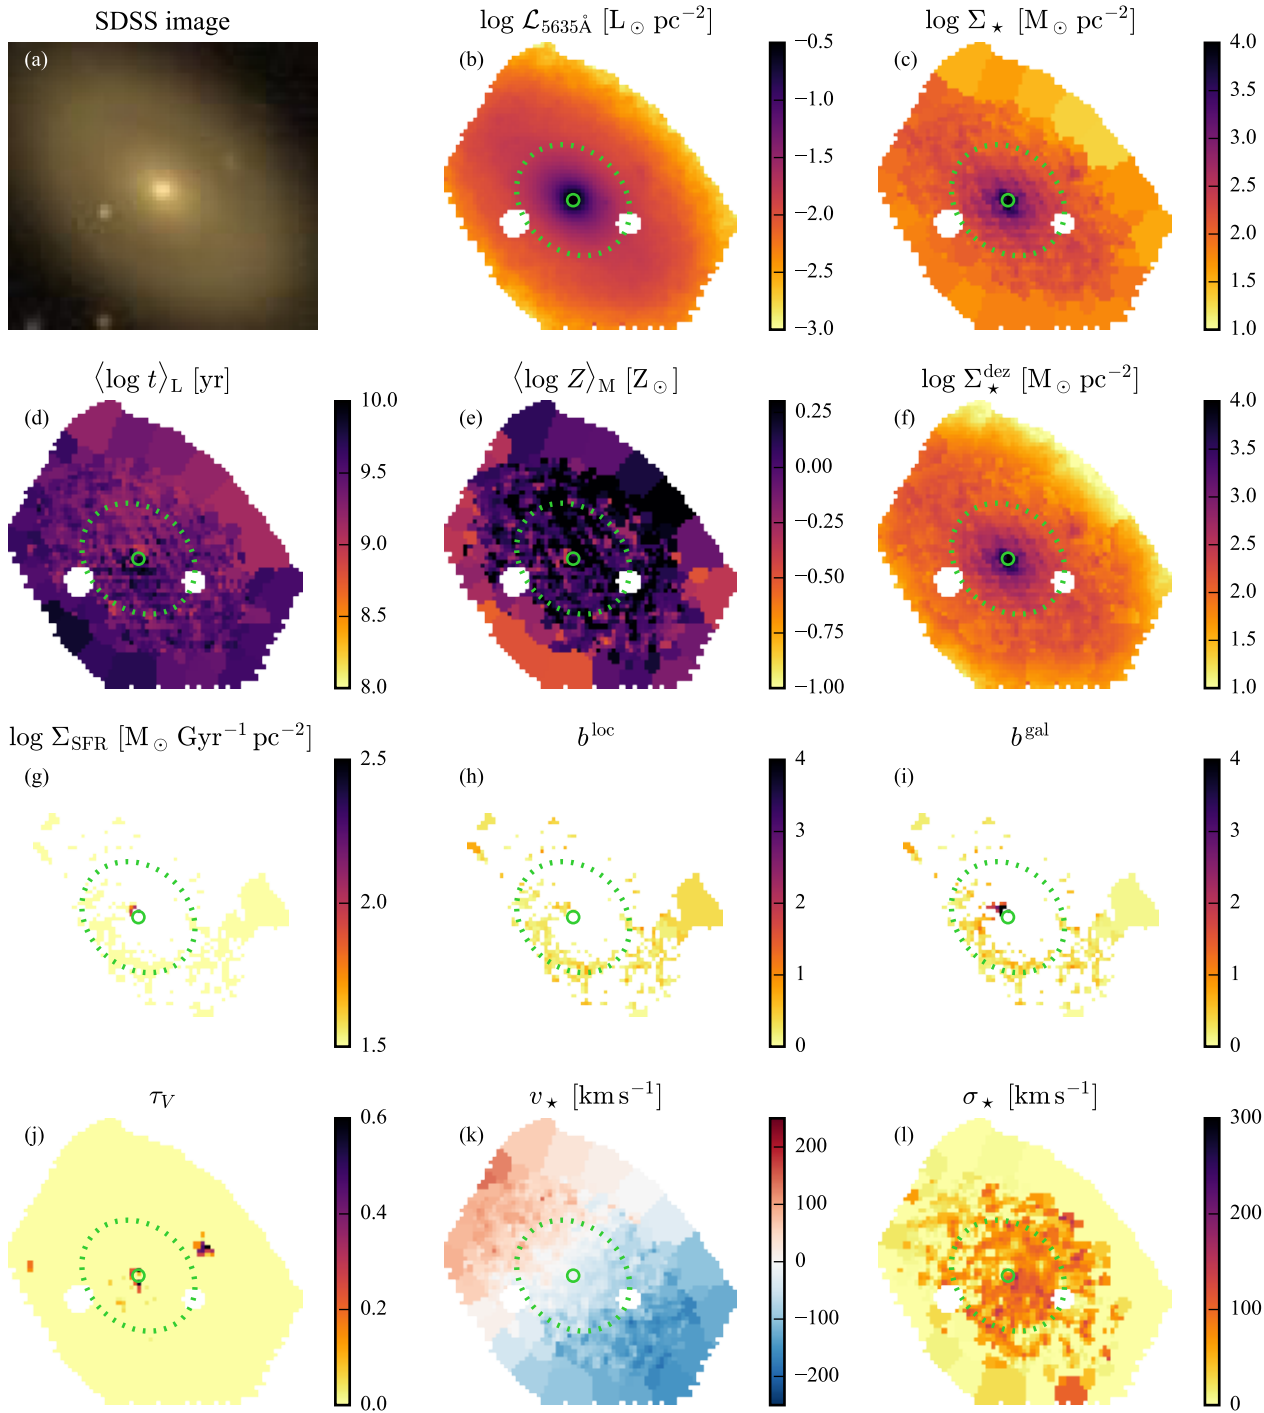 SDSS image
(a)
log ℒ₅₆₃₅Å [L⊙ pc⁻²]
(b)
−0.5
−1.0
−1.5
−2.0
−2.5
−3.0
log Σ⋆ [M⊙ pc⁻²]
(c)
4.0
3.5
3.0
2.5
2.0
1.5
1.0
⟨log t⟩L [yr]
(d)
10.0
9.5
9.0
8.5
8.0
⟨log Z⟩M [Z⊙]
(e)
0.25
0.00
−0.25
−0.50
−0.75
−1.00
log Σ⋆^dez [M⊙ pc⁻²]
(f)
4.0
3.5
3.0
2.5
2.0
1.5
1.0
log Σ_SFR [M⊙ Gyr⁻¹ pc⁻²]
(g)
2.5
2.0
1.5
b^loc
(h)
4
3
2
1
0
b^gal
(i)
4
3
2
1
0
τ_V
(j)
0.6
0.4
0.2
0.0
v⋆ [km s⁻¹]
(k)
200
100
0
−100
−200
σ⋆ [km s⁻¹]
(l)
300
200
100
0